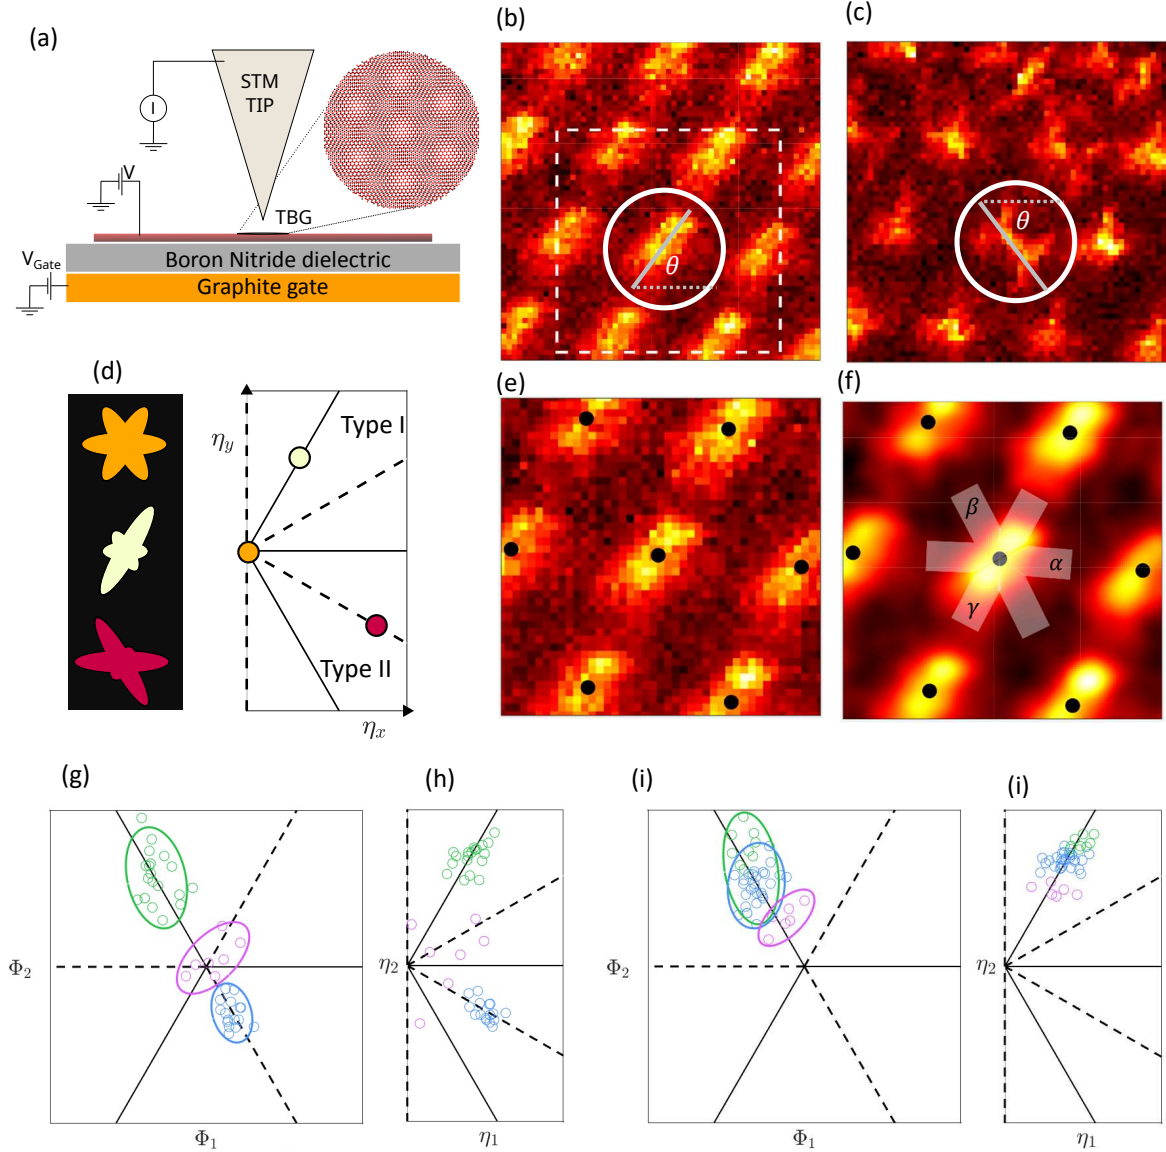 (a)
STM
TIP
I
V
TBG
V_Gate
Boron Nitride dielectric
Graphite gate
(b)
θ
(c)
θ
(d)
η_y
Type I
Type II
η_x
(e)
(f)
β
α
γ
(g)
Φ_2
Φ_1
(h)
η_2
η_1
(i)
Φ_2
Φ_1
(i)
η_2
η_1